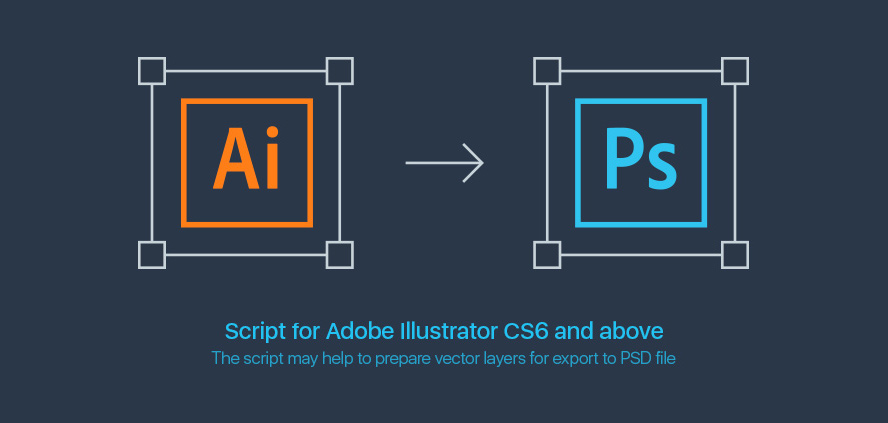 Ai
Ps
Script for Adobe Illustrator CS6 and above
The script may help to prepare vector layers for export to PSD file